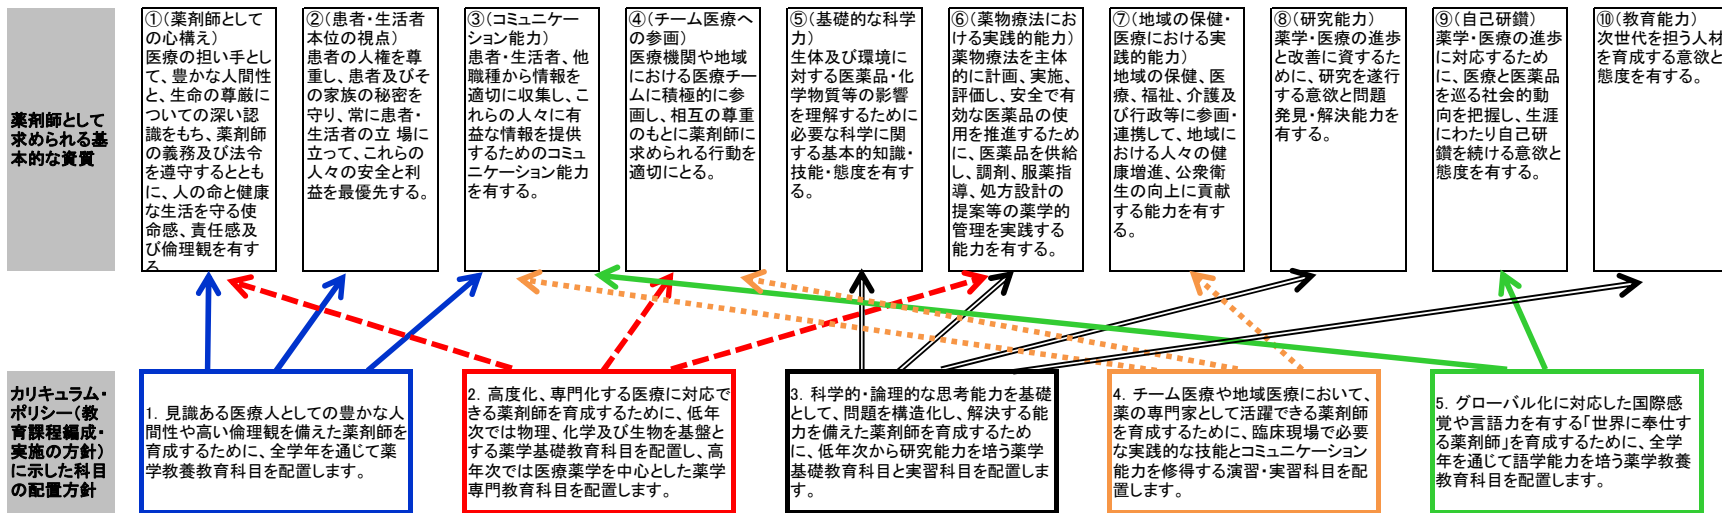 薬剤師として
求められる基
本的な資質
①(薬剤師として
の心構え)
医療の担い手とし
て、豊かな人間性
と、生命の尊厳に
ついての深い認
識をもち、薬剤師
の義務及び法令
を遵守するととも
に、人の命と健康
な生活を守る使
命感、責任感及
び倫理観を有す
る。
②(患者・生活者
本位の視点)
患者の人権を尊
重し、患者及びそ
の家族の秘密を
守り、常に患者・
生活者の立 場に
立って、これらの
人々の安全と利
益を最優先する。
③(コミュニケー
ション能力)
患者・生活者、他
職種から情報を
適切に収集し、こ
れらの人々に有
益な情報を提供
するためのコミュ
ニケーション能力
を有する。
④(チーム医療へ
の参画)
医療機関や地域
における医療チー
ムに積極的に参
画し、相互の尊重
のもとに薬剤師に
求められる行動を
適切にとる。
⑤(基礎的な科学
力)
生体及び環境に
対する医薬品・化
学物質等の影響
を理解するために
必要な科学に関
する基本的知識・
技能・態度を有す
る。
⑥(薬物療法にお
ける実践的能力)
薬物療法を主体
的に計画、実施、
評価し、安全で有
効な医薬品の使
用を推進するため
に、医薬品を供給
し、調剤、服薬指
導、処方設計の
提案等の薬学的
管理を実践する
能力を有する。
⑦(地域の保健・
医療における実
践的能力)
地域の保健、医
療、福祉、介護及
び行政等に参画・
連携して、地域に
おける人々の健
康増進、公衆衛
生の向上に貢献
する能力を有す
る。
⑧(研究能力)
薬学・医療の進歩
と改善に資するた
めに、研究を遂行
する意欲と問題
発見・解決能力を
有する。
⑨(自己研鑽)
薬学・医療の進歩
に対応するため
に、医療と医薬品
を巡る社会的動
向を把握し、生涯
にわたり自己研
鑽を続ける意欲と
態度を有する。
⑩(教育能力)
次世代を担う人材
を育成する意欲と
態度を有する。
カリキュラム・
ポリシー(教
育課程編成・
実施の方針)
に示した科目
の配置方針
1. 見識ある医療人としての豊かな人
間性や高い倫理観を備えた薬剤師を
育成するために、全学年を通じて薬
学教養教育科目を配置します。
2. 高度化、専門化する医療に対応で
きる薬剤師を育成するために、低年
次では物理、化学及び生物を基盤と
する薬学基礎教育科目を配置し、高
年次では医療薬学を中心とした薬学
専門教育科目を配置します。
3. 科学的・論理的な思考能力を基礎
として、問題を構造化し、解決する能
力を備えた薬剤師を育成するため
に、低年次から研究能力を培う薬学
基礎教育科目と実習科目を配置しま
す。
4. チーム医療や地域医療において、
薬の専門家として活躍できる薬剤師
を育成するために、臨床現場で必要
な実践的な技能とコミュニケーション
能力を修得する演習・実習科目を配
置します。
5. グローバル化に対応した国際感
覚や言語力を有する「世界に奉仕す
る薬剤師」を育成するために、全学
年を通じて語学能力を培う薬学教養
教育科目を配置します。